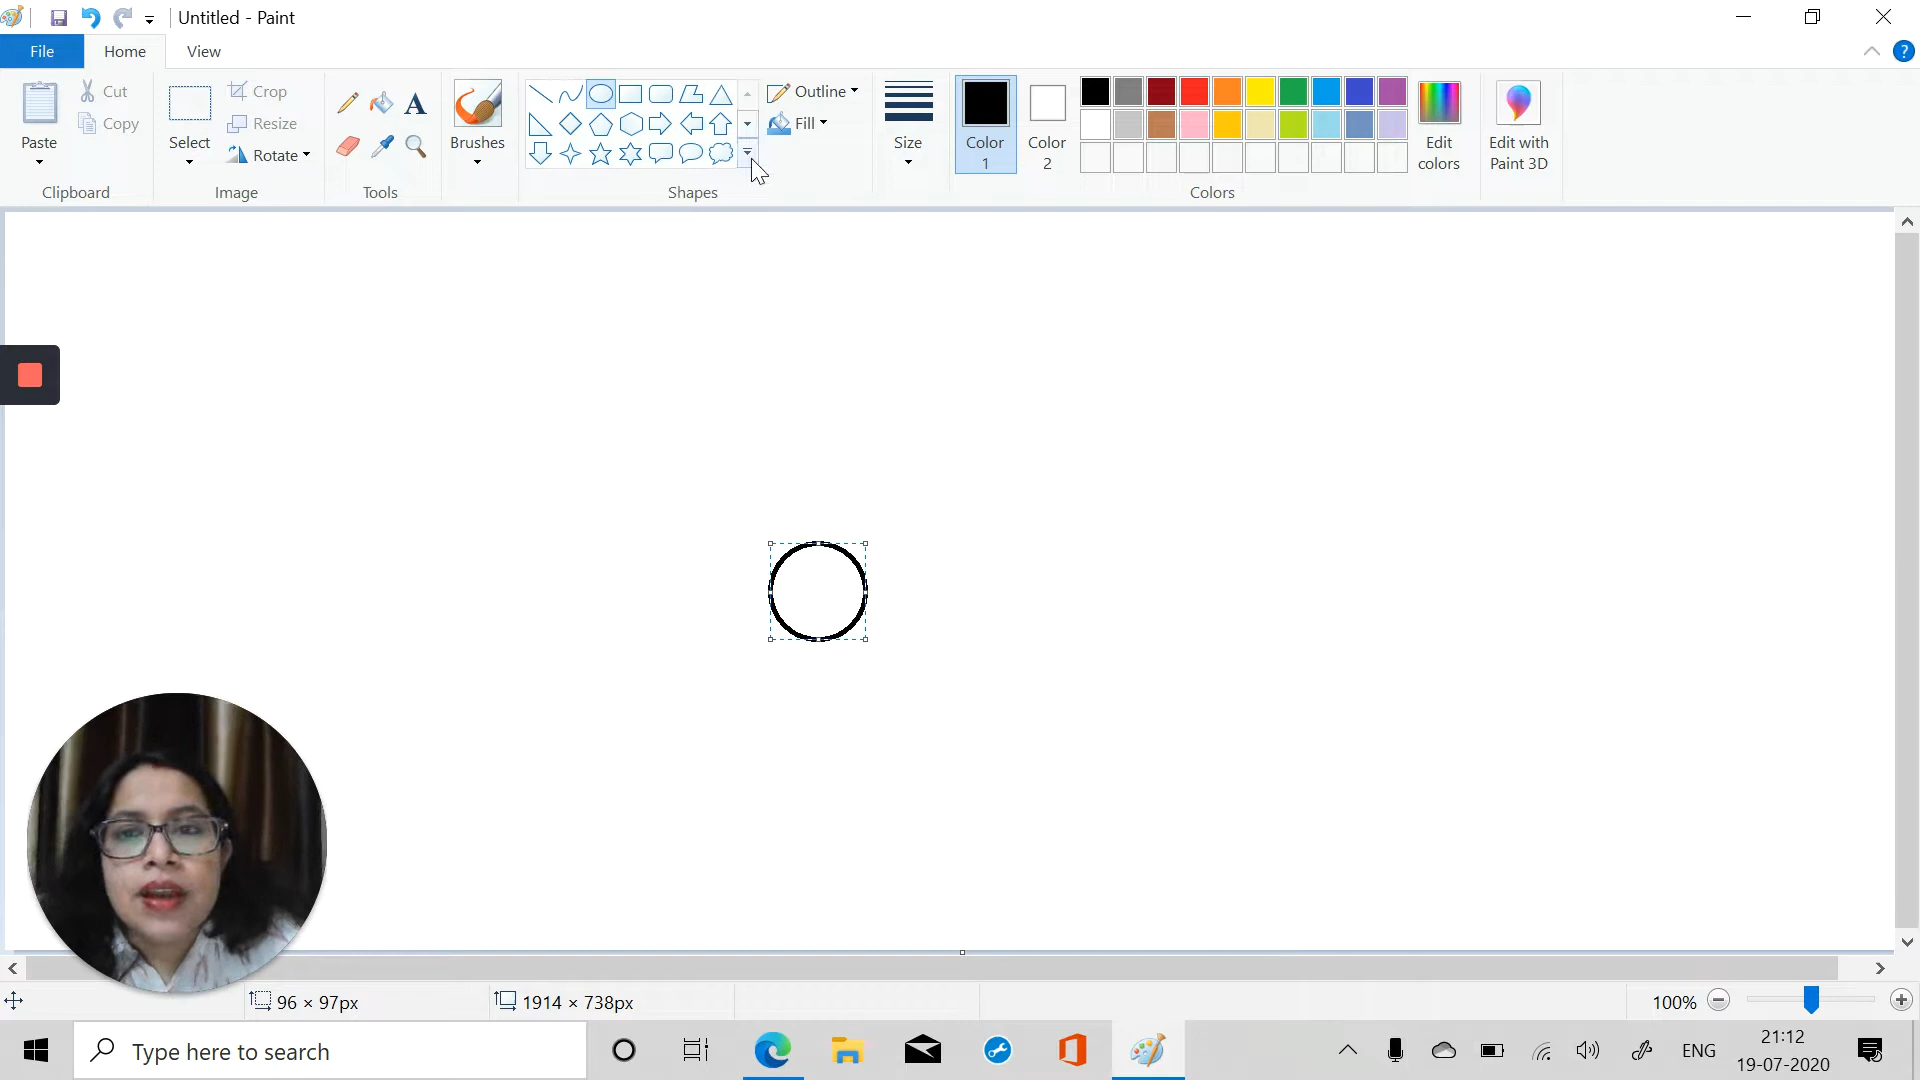 Untitled - Paint
File Home View
Paste
Cut
Copy
Clipboard
Select
Crop
Resize
Rotate
Image
A
Tools
Brushes
Outline
Fill
Shapes
Size
Color 1
Color 2
Edit colors
Colors
Edit with Paint 3D
?
96 × 97px
1914 × 738px
100%
Type here to search
ENG
21:12
19-07-2020